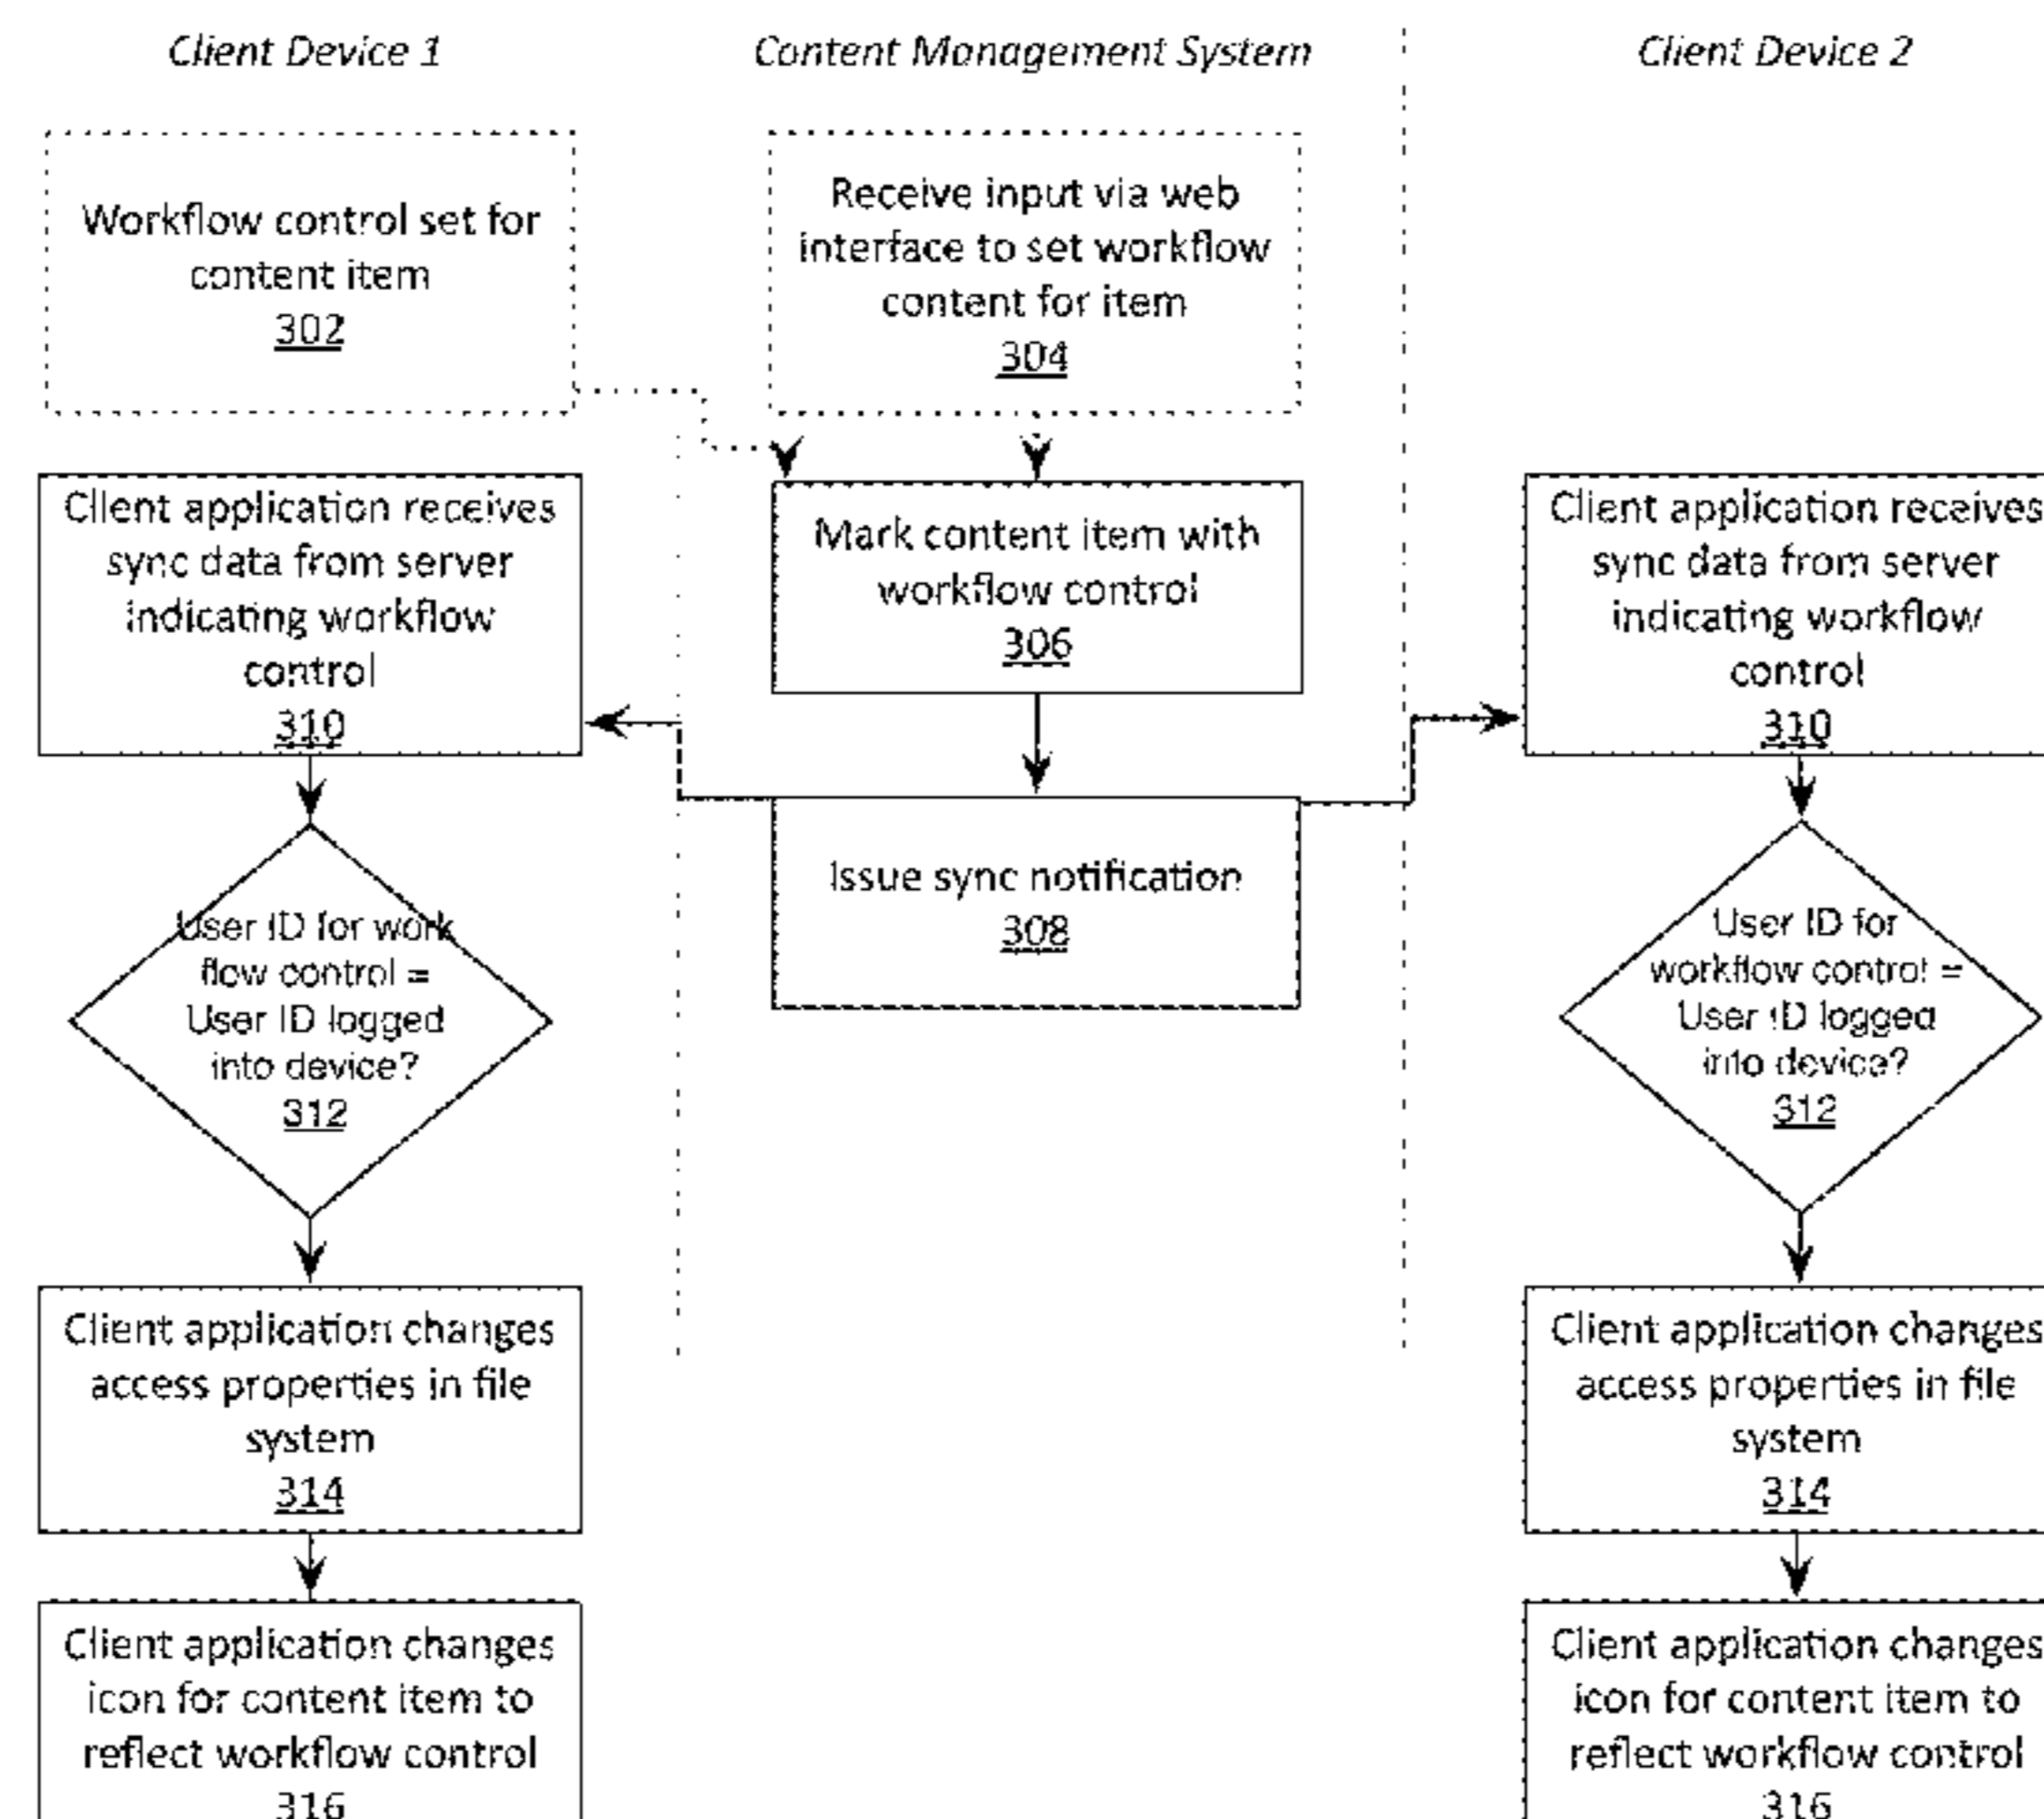 Client Device 1
Content Management System
Client Device 2
Workflow control set for
content item
302
Receive input via web
interface to set workflow
content for item
304
Client application receives
sync data from server
indicating workflow
control
310
Mark content item with
workflow control
306
Client application receives
sync data from server
indicating workflow
control
310
Issue sync notification
308
User ID for work
flow control =
User ID logged
into device?
312
User ID for
workflow control =
User ID logged
into device?
312
Client application changes
access properties in file
system
314
Client application changes
access properties in file
system
314
Client application changes
icon for content item to
reflect workflow control
316
Client application changes
icon for content item to
reflect workflow control
316